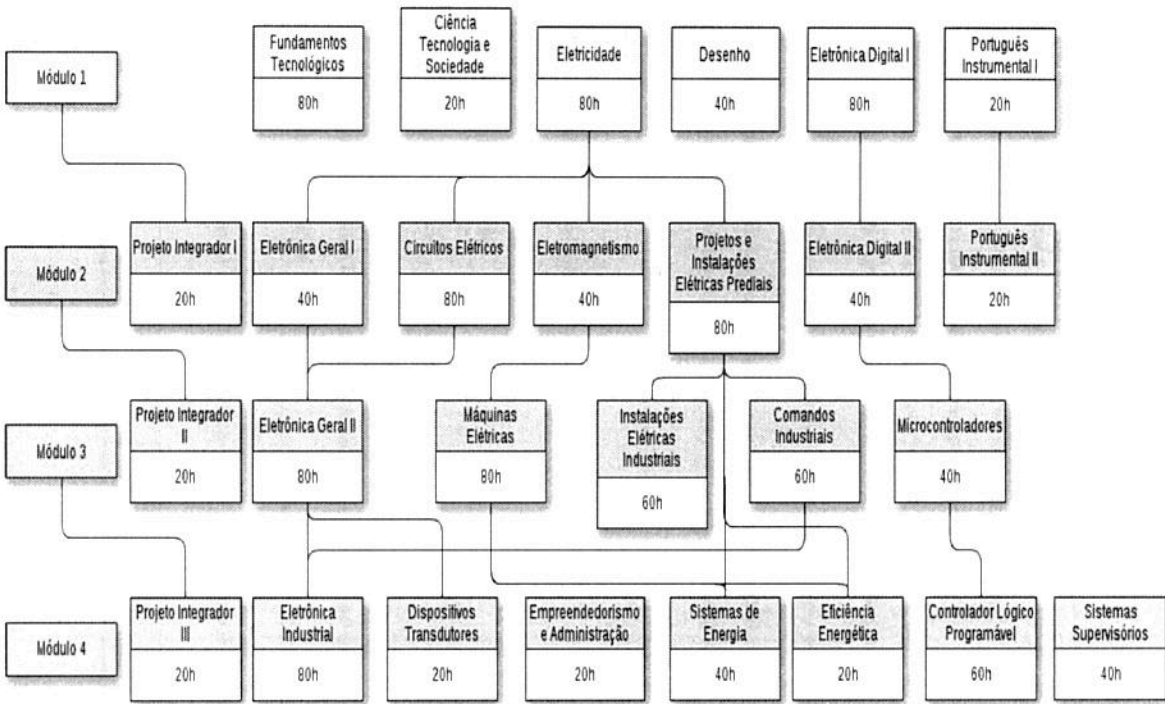 Módulo 1
Fundamentos
Tecnológicos
80h
Ciência
Tecnologia e
Sociedade
20h
Eletricidade
80h
Desenho
40h
Eletrônica Digital I
80h
Português
Instrumental I
20h
Módulo 2
Projeto Integrador I
20h
Eletrônica Geral I
40h
Circuitos Elétricos
80h
Eletromagnetismo
40h
Projetos e
Instalações
Elétricas Prediais
80h
Eletrônica Digital II
40h
Português
Instrumental II
20h
Módulo 3
Projeto Integrador
II
20h
Eletrônica Geral II
80h
Máquinas
Elétricas
80h
Instalações
Elétricas
Industriais
60h
Comandos
Industriais
60h
Microcontroladores
40h
Módulo 4
Projeto Integrador
III
20h
Eletrônica
Industrial
80h
Dispositivos
Transdutores
20h
Empreendedorismo
e Administração
20h
Sistemas de
Energia
40h
Eficiência
Energética
20h
Controlador Lógico
Programável
60h
Sistemas
Supervisórios
40h